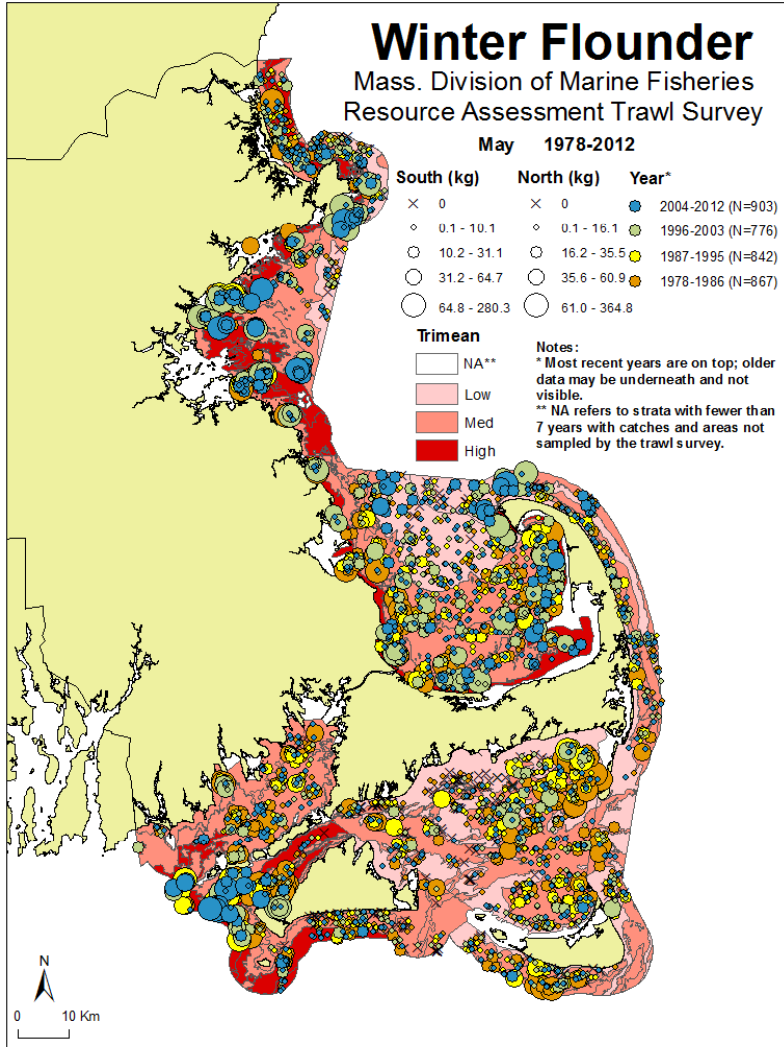 Winter Flounder
Mass. Division of Marine Fisheries
Resource Assessment Trawl Survey
May 1978-2012
South (kg) North (kg) Year*
× 0 × 0 2004-2012 (N=903)
0.1 - 10.1 0.1 - 16.1 1996-2003 (N=776)
10.2 - 31.1 16.2 - 35.5 1987-1995 (N=842)
31.2 - 64.7 35.6 - 60.9 1978-1986 (N=867)
64.8 - 280.3 61.0 - 364.8
Trimean
NA**
Low
Med
High
Notes:
* Most recent years are on top; older
data may be underneath and not
visible.
** NA refers to strata with fewer than
7 years with catches and areas not
sampled by the trawl survey.
N
0 10 Km